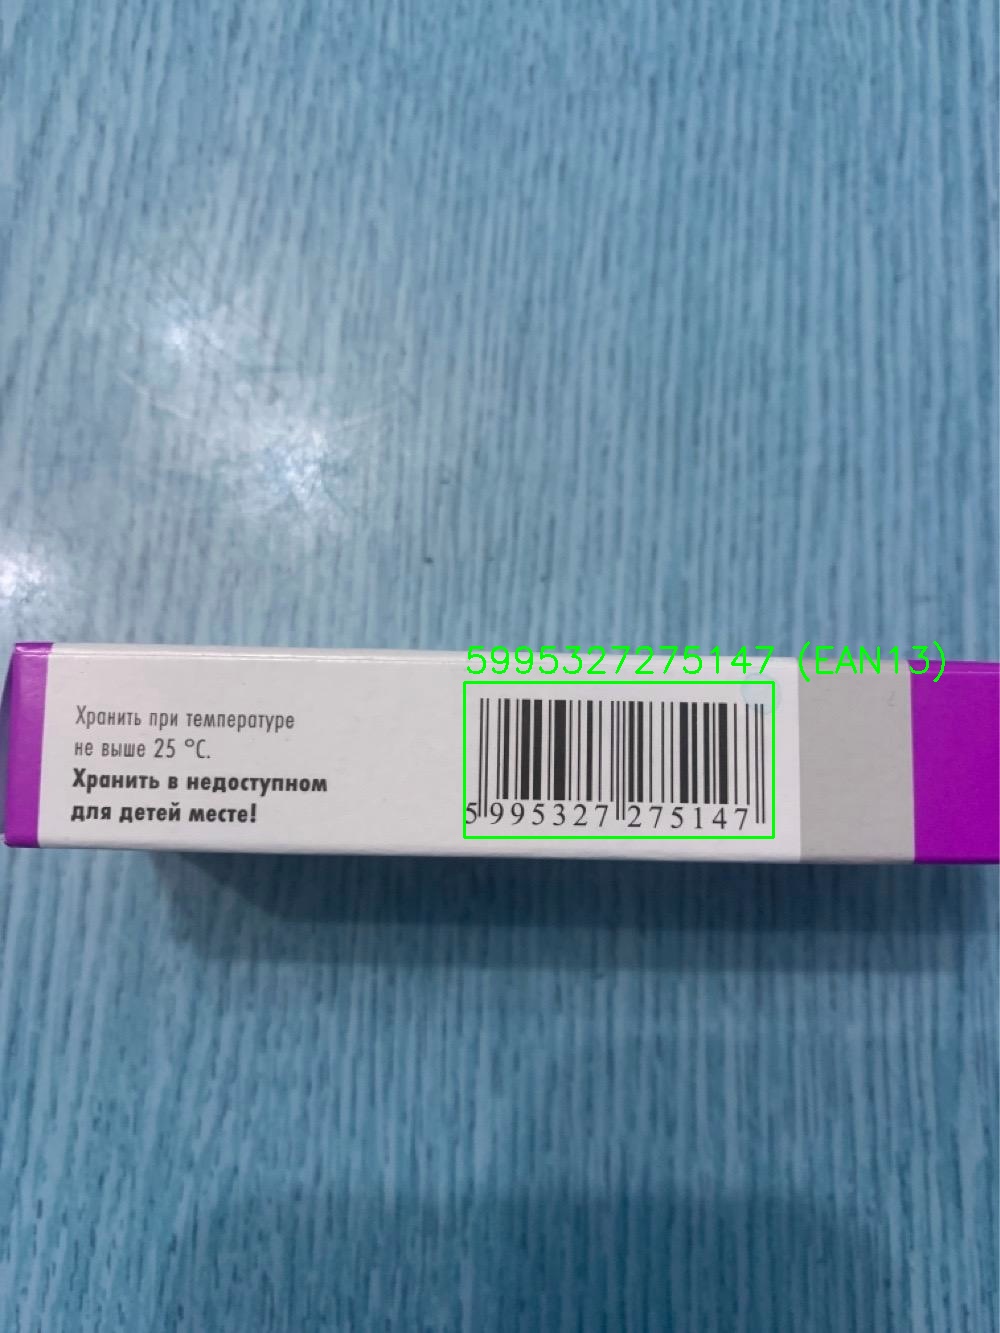 5995327275147 (EAN13)
Хранить при температуре
не выше 25 °C.
Хранить в недоступном
для детей месте!
5 995327 275147